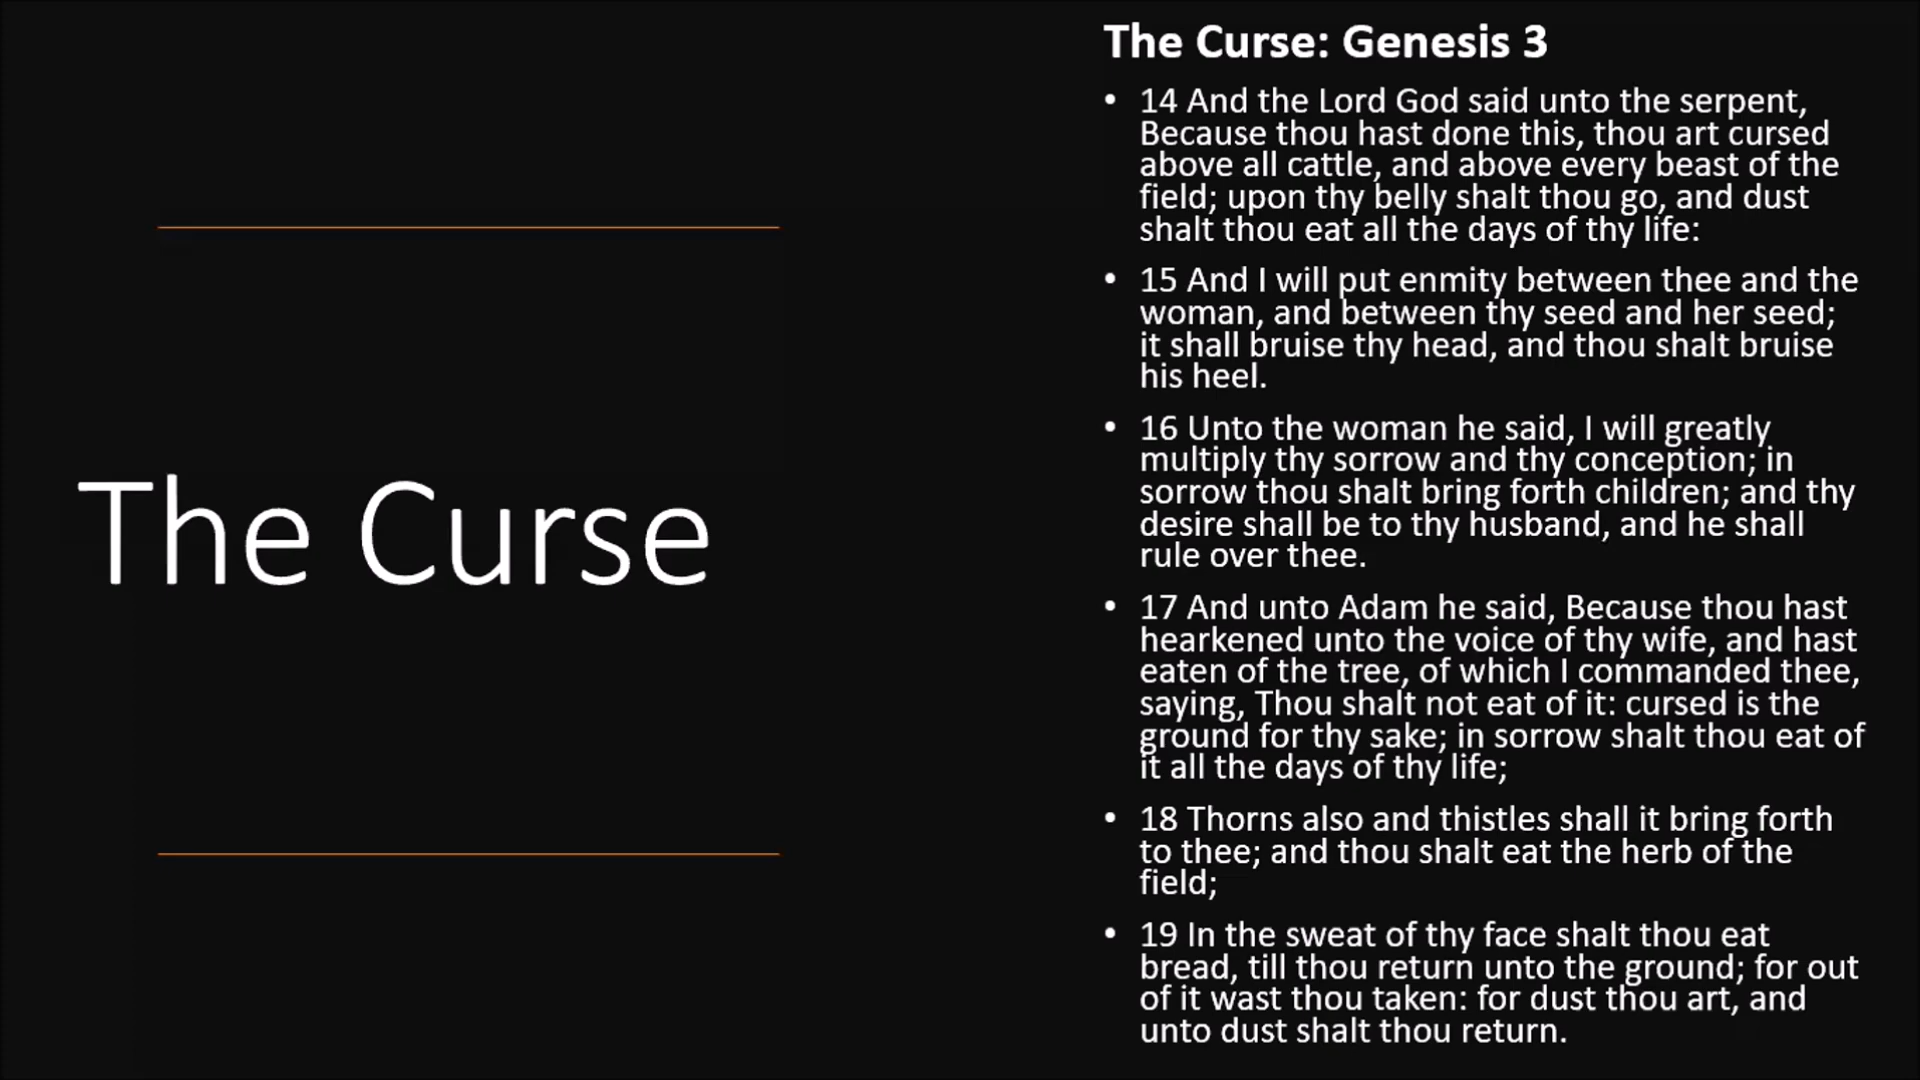 The Curse
The Curse: Genesis 3
• 14 And the Lord God said unto the serpent,
Because thou hast done this, thou art cursed
above all cattle, and above every beast of the
field; upon thy belly shalt thou go, and dust
shalt thou eat all the days of thy life:
• 15 And I will put enmity between thee and the
woman, and between thy seed and her seed;
it shall bruise thy head, and thou shalt bruise
his heel.
• 16 Unto the woman he said, I will greatly
multiply thy sorrow and thy conception; in
sorrow thou shalt bring forth children; and thy
desire shall be to thy husband, and he shall
rule over thee.
• 17 And unto Adam he said, Because thou hast
hearkened unto the voice of thy wife, and hast
eaten of the tree, of which I commanded thee,
saying, Thou shalt not eat of it: cursed is the
ground for thy sake; in sorrow shalt thou eat of
it all the days of thy life;
• 18 Thorns also and thistles shall it bring forth
to thee; and thou shalt eat the herb of the
field;
• 19 In the sweat of thy face shalt thou eat
bread, till thou return unto the ground; for out
of it wast thou taken: for dust thou art, and
unto dust shalt thou return.